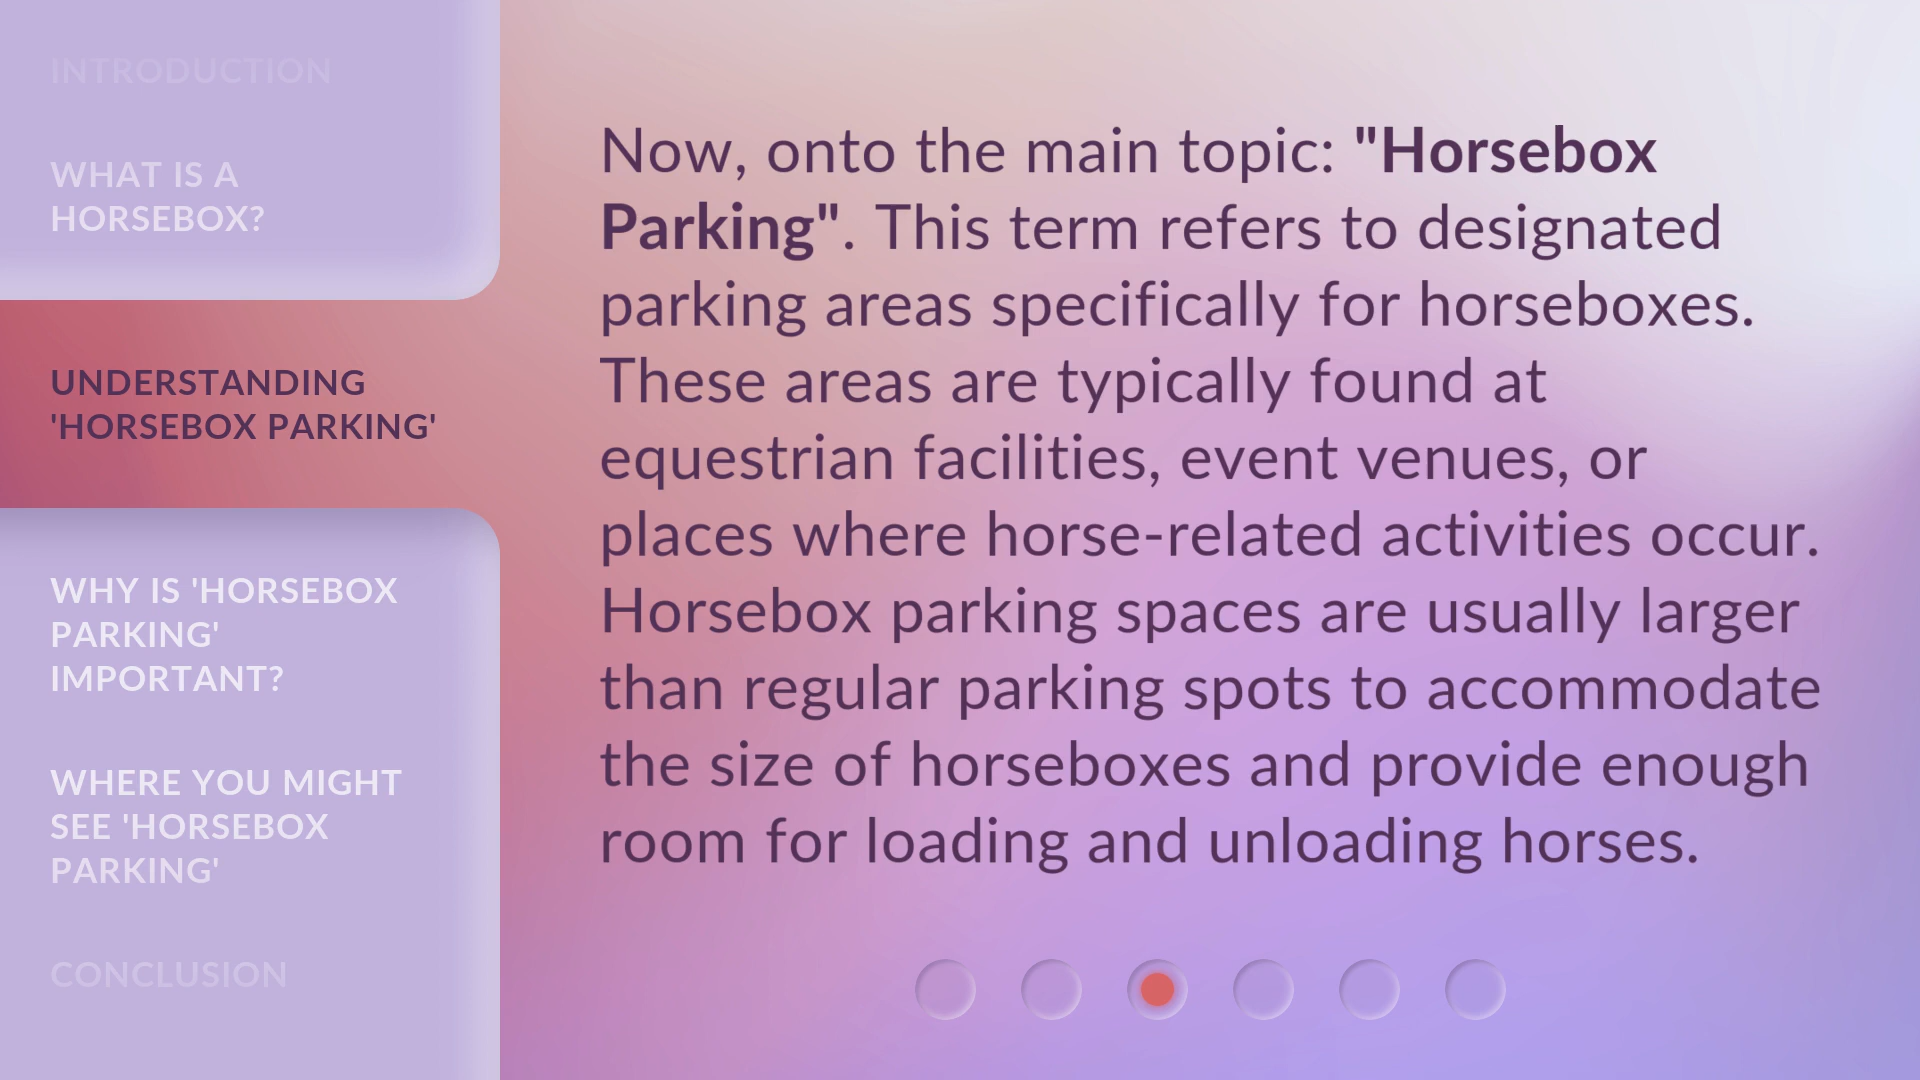 INTRODUCTION
WHAT IS A
HORSEBOX?
UNDERSTANDING
'HORSEBOX PARKING'
WHY IS 'HORSEBOX
PARKING'
IMPORTANT?
WHERE YOU MIGHT
SEE 'HORSEBOX
PARKING'
CONCLUSION
Now, onto the main topic: "Horsebox
Parking". This term refers to designated
parking areas specifically for horseboxes.
These areas are typically found at
equestrian facilities, event venues, or
places where horse-related activities occur.
Horsebox parking spaces are usually larger
than regular parking spots to accommodate
the size of horseboxes and provide enough
room for loading and unloading horses.